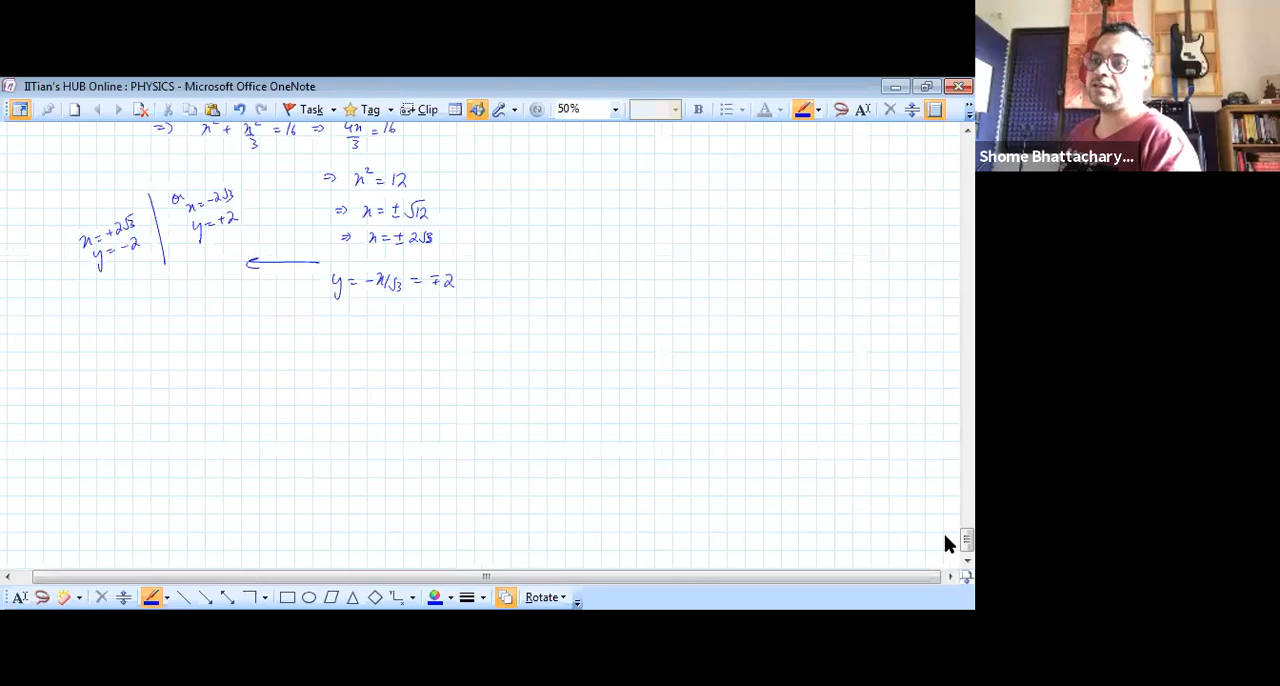 IITian's HUB Online : PHYSICS - Microsoft Office OneNote
Task Tag Clip 50% B A
=) x² + x²/3 = 16 => 4x/3 = 16
=> x² = 12
=> x = ± √12
=> x = ± 2√3
y = -x/√3 = ∓2
x = +2√3
y = -2
or x = -2√3
y = +2
Shome Bhattachary...
Rotate